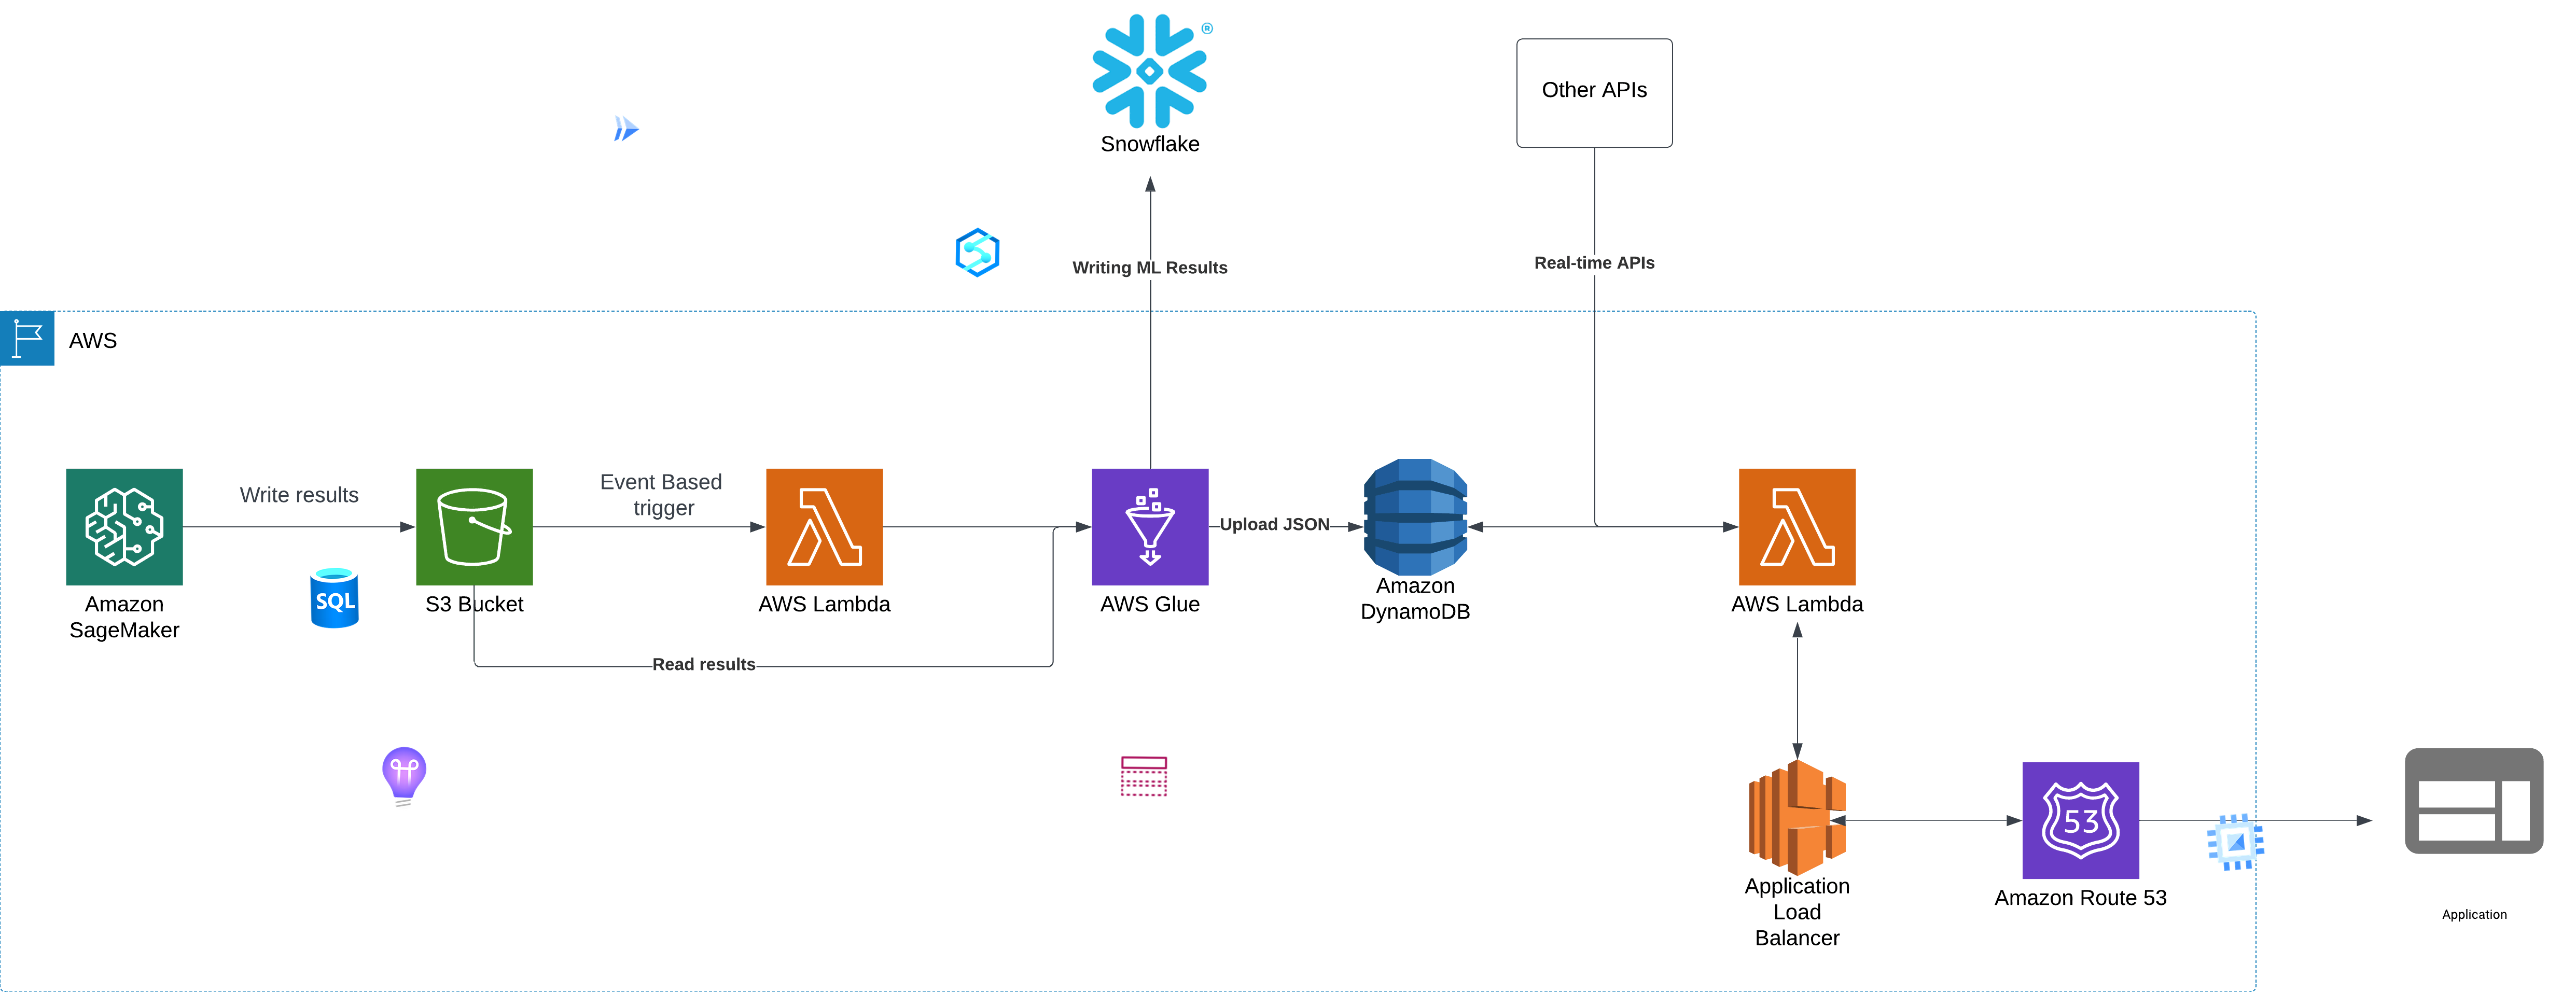 ®
Snowflake
Other APIs
Writing ML Results
Real-time APIs
AWS
Write results
Event Based
trigger
Upload JSON
SQL
Amazon
SageMaker
S3 Bucket
AWS Lambda
AWS Glue
Amazon
DynamoDB
AWS Lambda
Read results
53
Application
Load
Balancer
Amazon Route 53
Application